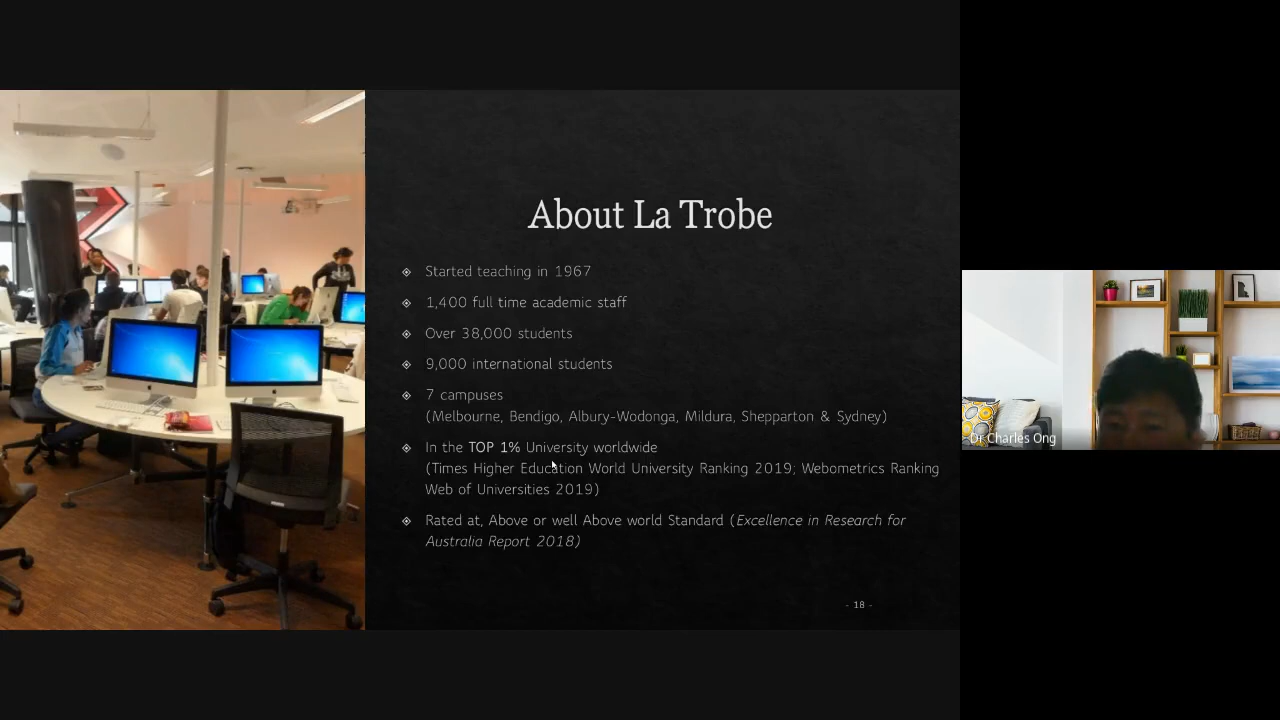 About La Trobe
Started teaching in 1967
1,400 full time academic staff
Over 38,000 students
9,000 international students
7 campuses
(Melbourne, Bendigo, Albury-Wodonga, Mildura, Shepparton & Sydney)
In the TOP 1% University worldwide
(Times Higher Education World University Ranking 2019; Webometrics Ranking
Web of Universities 2019)
Rated at, Above or well Above world Standard (Excellence in Research for
Australia Report 2018)
- 18 -
Dr Charles Ong